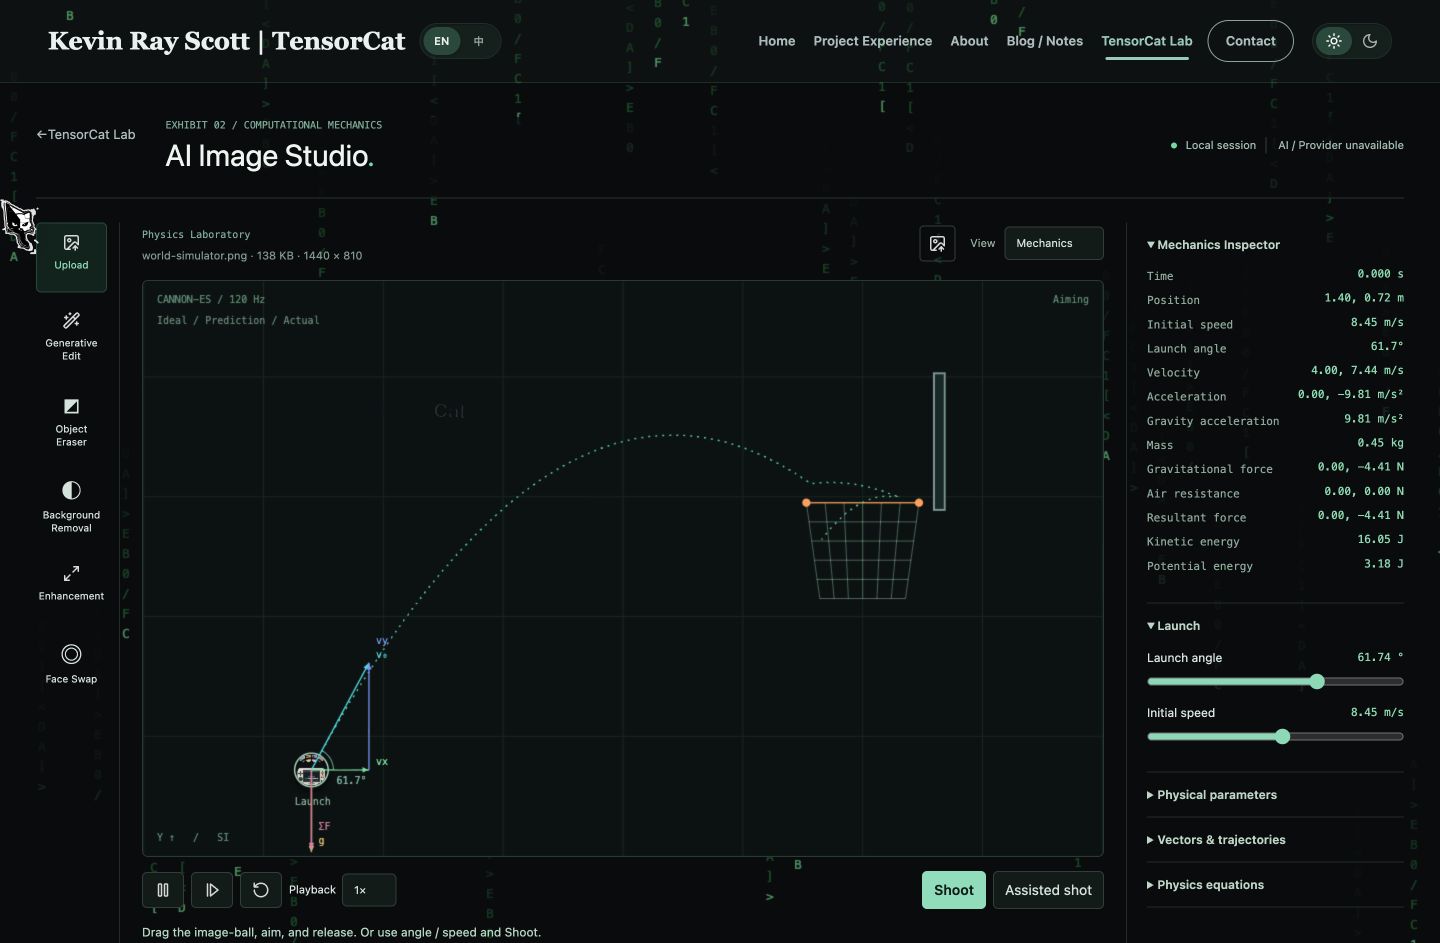 Kevin Ray Scott | TensorCat
EN 中
Home Project Experience About Blog / Notes TensorCat Lab Contact
←TensorCat Lab
EXHIBIT 02 / COMPUTATIONAL MECHANICS
AI Image Studio.
Local session AI / Provider unavailable
Upload
Generative
Edit
Object
Eraser
Background
Removal
Enhancement
Face Swap
Physics Laboratory
world-simulator.png · 138 KB · 1440 × 810
View Mechanics
CANNON-ES / 120 Hz
Aiming
Ideal / Prediction / Actual
vy
v₀
vx
61.7°
Launch
ΣF
g
Y ↑ / SI
Playback 1×
Shoot Assisted shot
Drag the image-ball, aim, and release. Or use angle / speed and Shoot.
▼ Mechanics Inspector
Time 0.000 s
Position 1.40, 0.72 m
Initial speed 8.45 m/s
Launch angle 61.7°
Velocity 4.00, 7.44 m/s
Acceleration 0.00, −9.81 m/s²
Gravity acceleration 9.81 m/s²
Mass 0.45 kg
Gravitational force 0.00, −4.41 N
Air resistance 0.00, 0.00 N
Resultant force 0.00, −4.41 N
Kinetic energy 16.05 J
Potential energy 3.18 J
▼ Launch
Launch angle 61.74 °
Initial speed 8.45 m/s
▶ Physical parameters
▶ Vectors & trajectories
▶ Physics equations